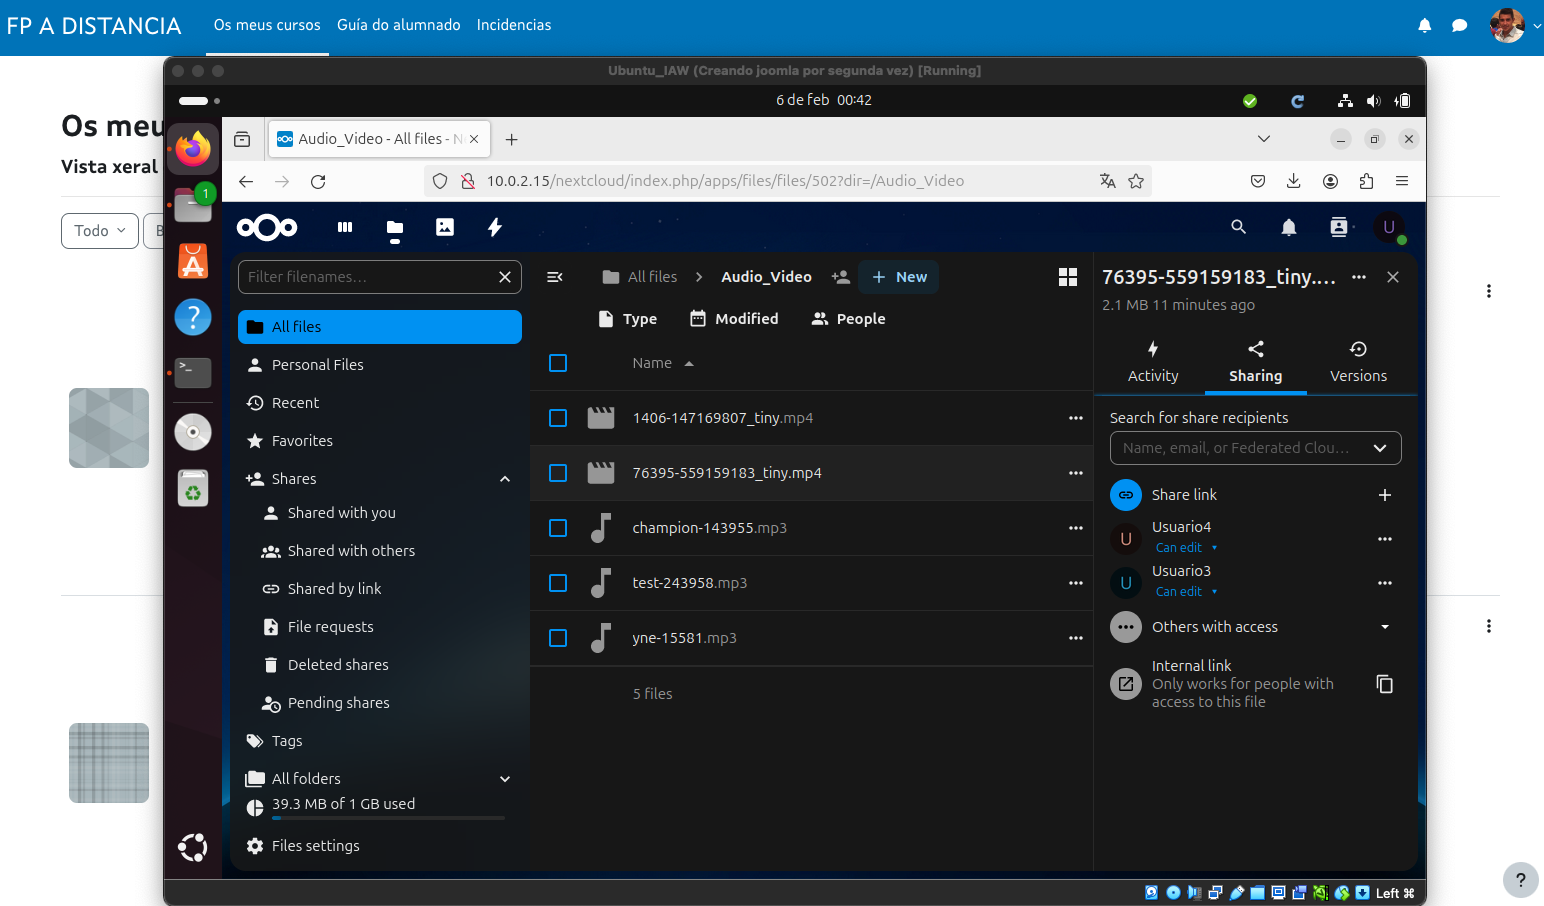 FP A DISTANCIA
Os meus cursos
Guía do alumnado
Incidencias
Os meu
Vista xeral
Todo
B
Ubuntu_IAW (Creando joomla por segunda vez) [Running]
6 de feb 00:42
1
Audio_Video - All files - N
10.0.2.15/nextcloud/index.php/apps/files/files/502?dir=/Audio_Video
U
Filter filenames…
All files
Personal Files
Recent
Favorites
Shares
Shared with you
Shared with others
Shared by link
File requests
Deleted shares
Pending shares
Tags
All folders
39.3 MB of 1 GB used
Files settings
All files
Audio_Video
+ New
Type
Modified
People
Name
1406-147169807_tiny.mp4
76395-559159183_tiny.mp4
champion-143955.mp3
test-243958.mp3
yne-15581.mp3
5 files
76395-559159183_tiny.…
2.1 MB 11 minutes ago
Activity
Sharing
Versions
Search for share recipients
Name, email, or Federated Clou…
Share link
U
Usuario4
Can edit
U
Usuario3
Can edit
Others with access
Internal link
Only works for people with
access to this file
Left ⌘
?